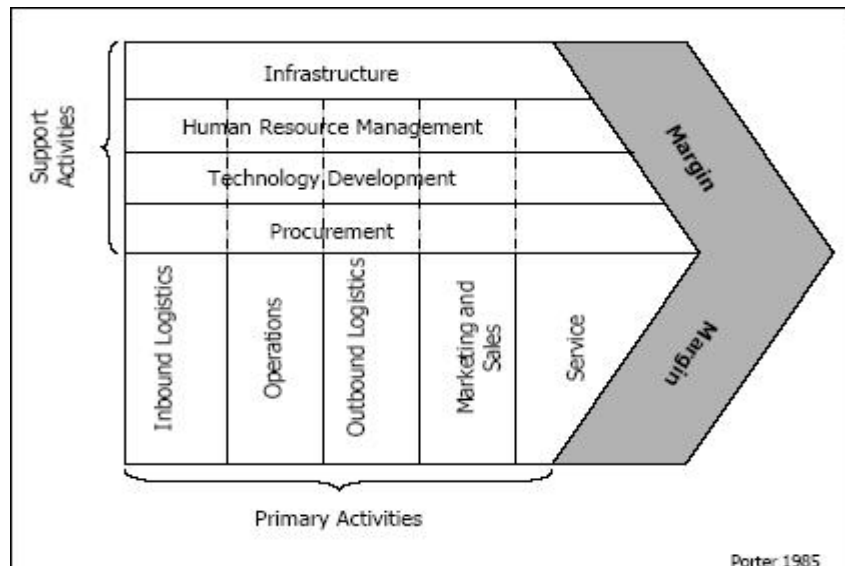 Support
Activities
Infrastructure
Human Resource Management
Technology Development
Procurement
Inbound Logistics
Operations
Outbound Logistics
Marketing and
Sales
Service
Margin
Margin
Primary Activities
Porter 1985